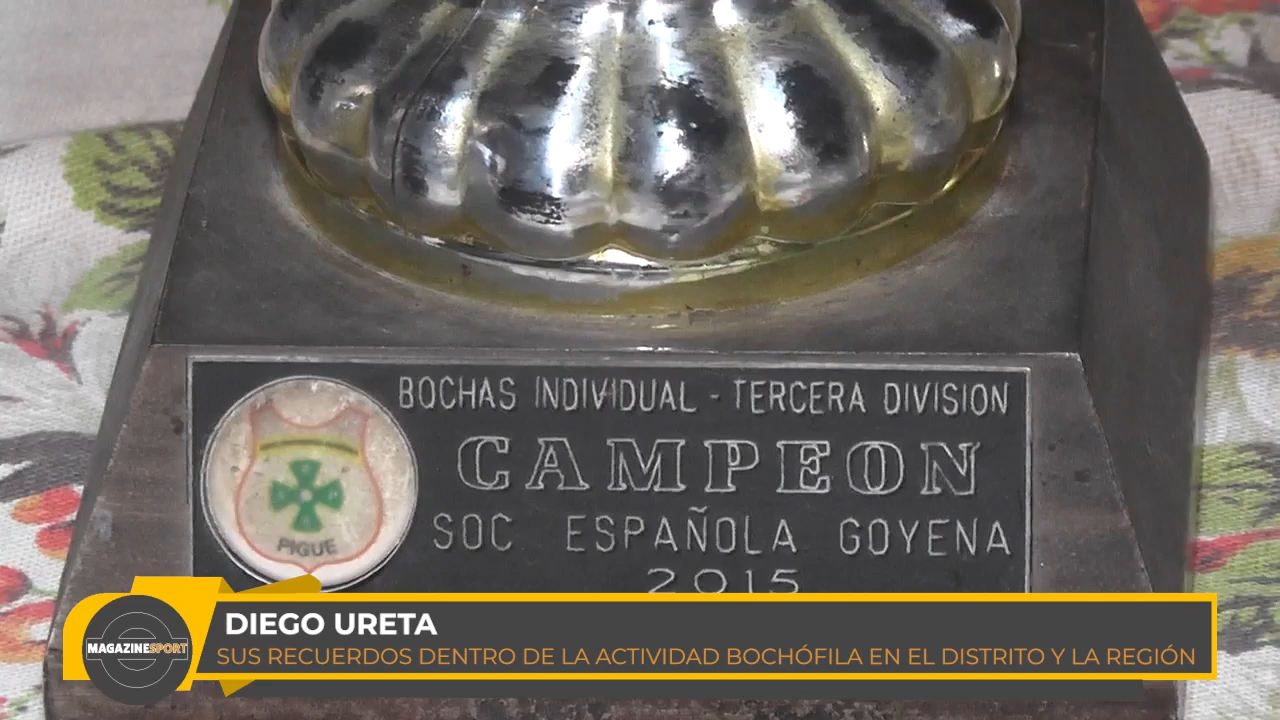 BOCHAS INDIVIDUAL - TERCERA DIVISION
CAMPEON
SOC ESPAÑOLA GOYENA
2015
PIGUE
DIEGO URETA
MAGAZINESPORT
SUS RECUERDOS DENTRO DE LA ACTIVIDAD BOCHÓFILA EN EL DISTRITO Y LA REGIÓN